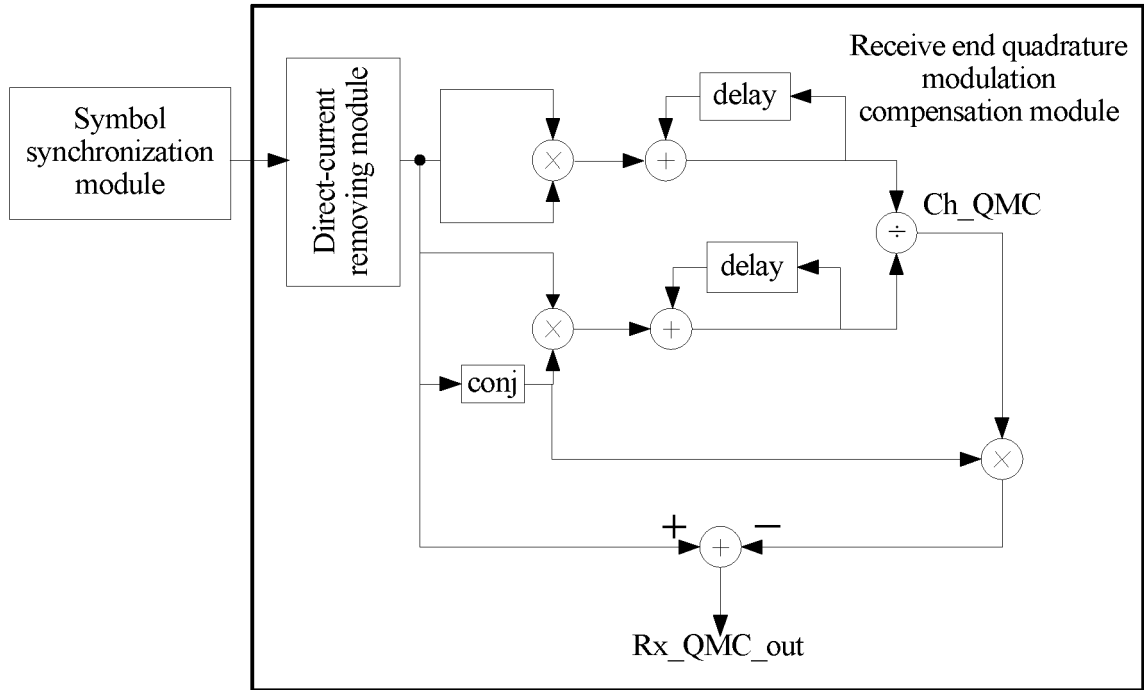 Symbol
synchronization
module
Direct-current
removing module
Receive end quadrature
modulation
compensation module
delay
×
+
÷
Ch_QMC
delay
×
+
conj
×
+
+
−
Rx_QMC_out